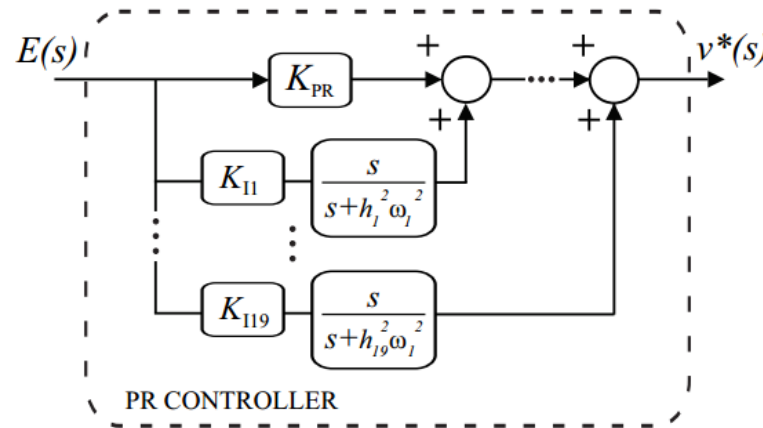 E(s)
K_PR
+
+
...
+
+
v*(s)
K_I1
s
s+h_1^2ω_1^2
K_I19
s
s+h_19^2ω_1^2
PR CONTROLLER